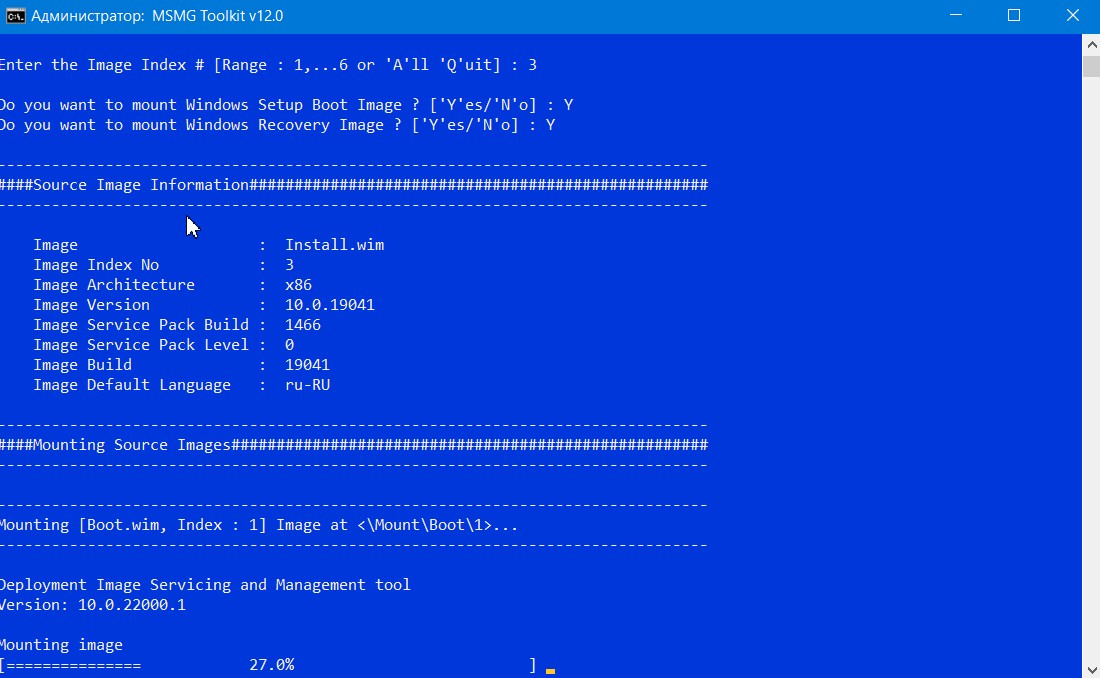 Администратор: MSMG Toolkit v12.0
Enter the Image Index # [Range : 1,...6 or 'A'll 'Q'uit] : 3
Do you want to mount Windows Setup Boot Image ? ['Y'es/'N'o] : Y
Do you want to mount Windows Recovery Image ? ['Y'es/'N'o] : Y
-------------------------------------------------------------------------------
####Source Image Information###################################################
-------------------------------------------------------------------------------
Image : Install.wim
Image Index No : 3
Image Architecture : x86
Image Version : 10.0.19041
Image Service Pack Build : 1466
Image Service Pack Level : 0
Image Build : 19041
Image Default Language : ru-RU
-------------------------------------------------------------------------------
####Mounting Source Images#####################################################
-------------------------------------------------------------------------------
-------------------------------------------------------------------------------
Mounting [Boot.wim, Index : 1] Image at <\Mount\Boot\1>...
-------------------------------------------------------------------------------
Deployment Image Servicing and Management tool
Version: 10.0.22000.1
Mounting image
[=============== 27.0% ]